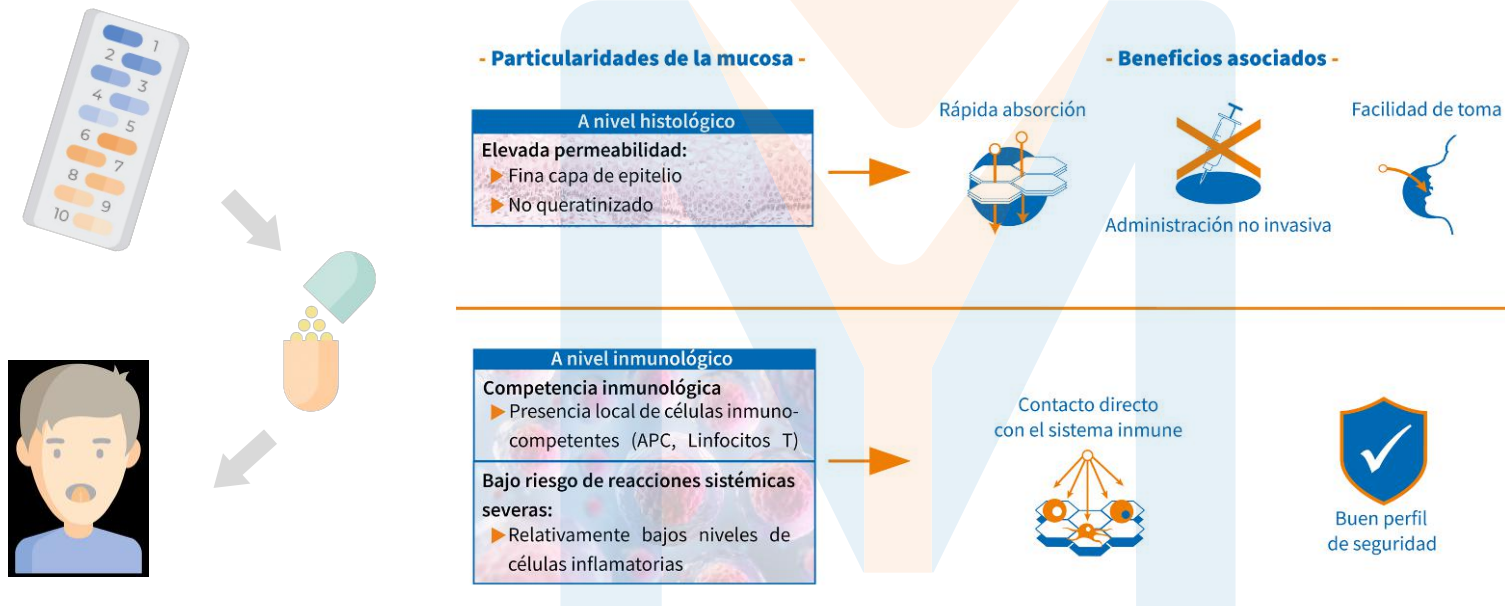 1
2
3
4
5
6
7
8
9
10
- Particularidades de la mucosa -
A nivel histológico
Elevada permeabilidad:
Fina capa de epitelio
No queratinizado
- Beneficios asociados -
Rápida absorción
Administración no invasiva
Facilidad de toma
A nivel inmunológico
Competencia inmunológica
Presencia local de células inmuno-
competentes (APC, Linfocitos T)
Bajo riesgo de reacciones sistémicas
severas:
Relativamente bajos niveles de
células inflamatorias
Contacto directo
con el sistema inmune
Buen perfil
de seguridad